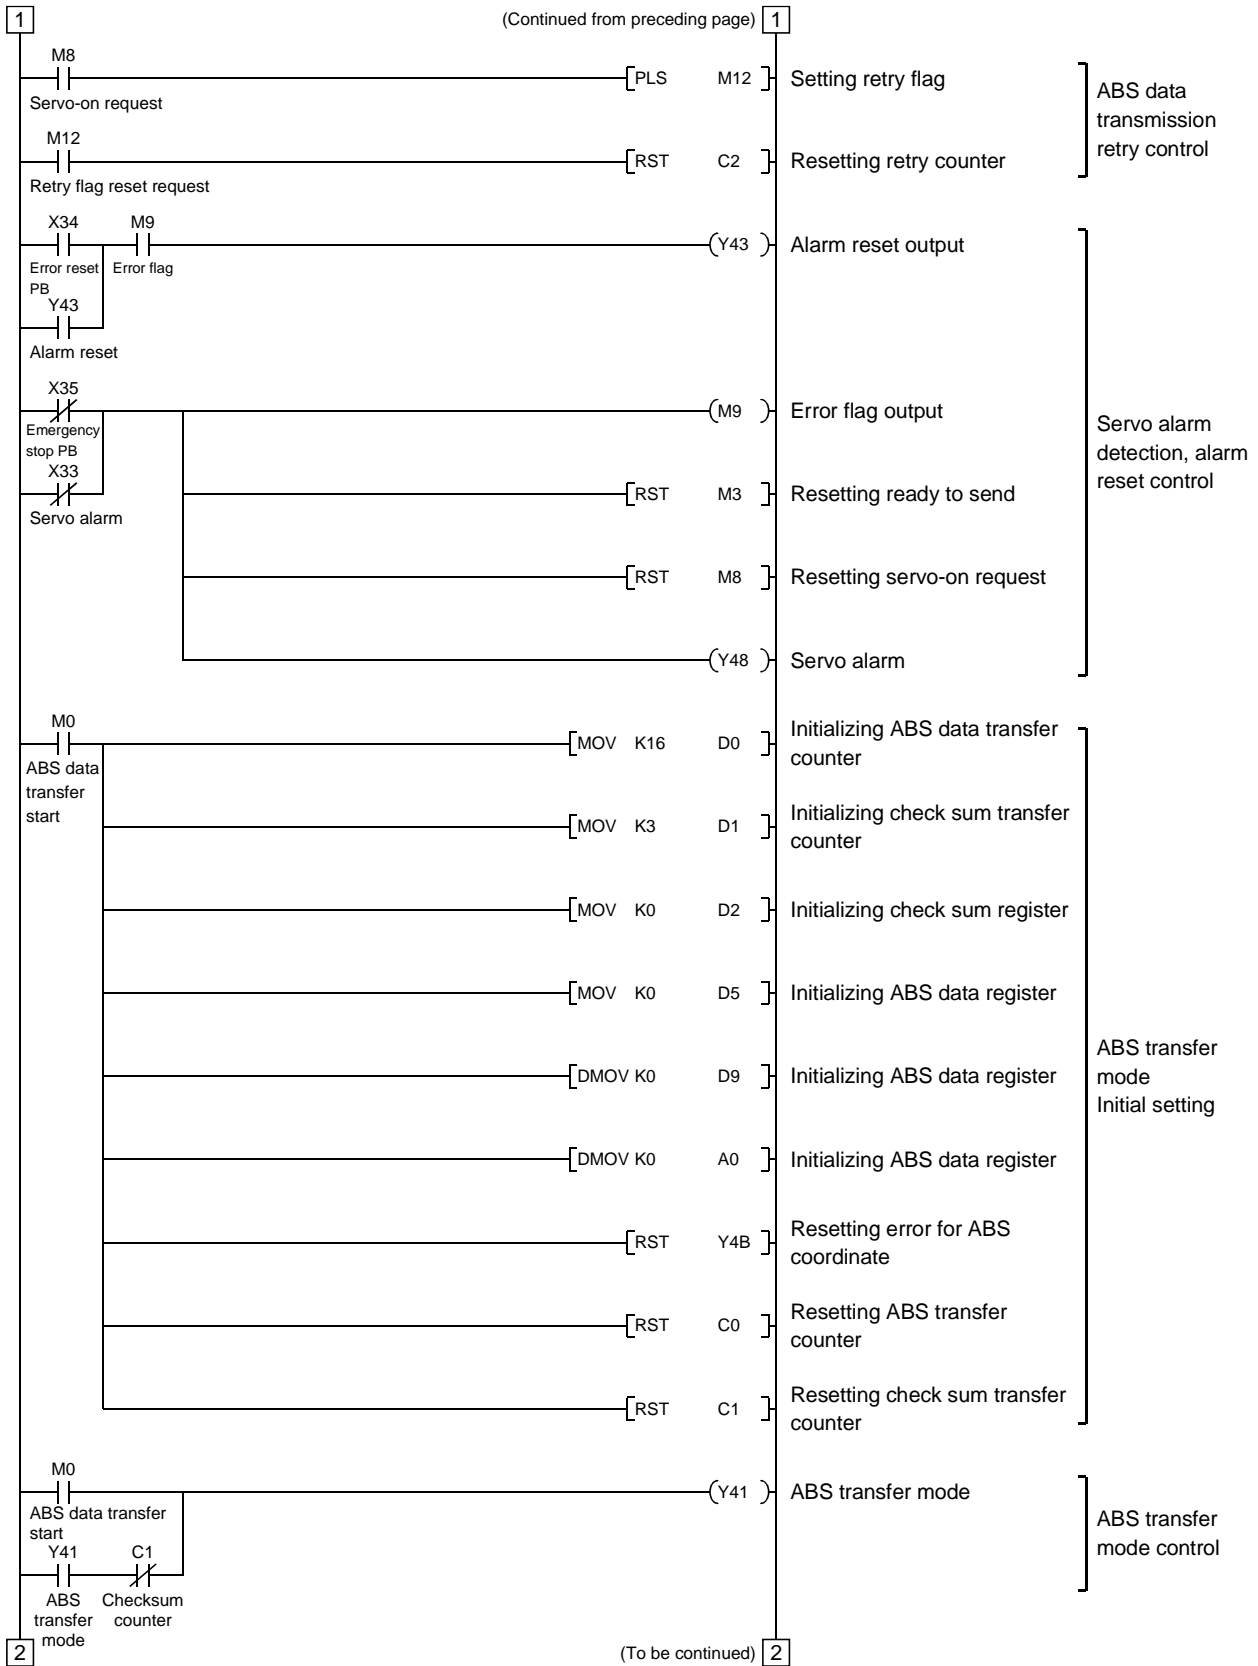 1
(Continued from preceding page)
1
M8
Servo-on request
PLS M12
Setting retry flag
M12
Retry flag reset request
RST C2
Resetting retry counter
ABS data
transmission
retry control
X34 M9
Error reset
PB
Error flag
Y43
Alarm reset output
Y43
Alarm reset
X35
Emergency
stop PB
M9
Error flag output
X33
Servo alarm
RST M3
Resetting ready to send
RST M8
Resetting servo-on request
Y48
Servo alarm
Servo alarm
detection, alarm
reset control
M0
ABS data
transfer
start
MOV K16 D0
Initializing ABS data transfer
counter
MOV K3 D1
Initializing check sum transfer
counter
MOV K0 D2
Initializing check sum register
MOV K0 D5
Initializing ABS data register
DMOV K0 D9
Initializing ABS data register
DMOV K0 A0
Initializing ABS data register
RST Y4B
Resetting error for ABS
coordinate
RST C0
Resetting ABS transfer
counter
RST C1
Resetting check sum transfer
counter
ABS transfer
mode
Initial setting
M0
ABS data transfer
start
Y41
ABS transfer mode
Y41
ABS
transfer
mode
C1
Checksum
counter
ABS transfer
mode control
2
(To be continued)
2